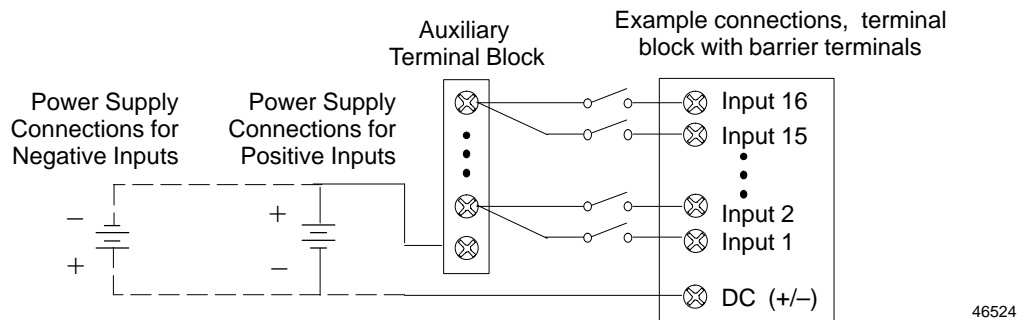 Example connections, terminal
block with barrier terminals
Auxiliary
Terminal Block
Power Supply
Connections for
Negative Inputs
Power Supply
Connections for
Positive Inputs
Input 16
Input 15
Input 2
Input 1
DC (+/–)
–
+
+
–
46524